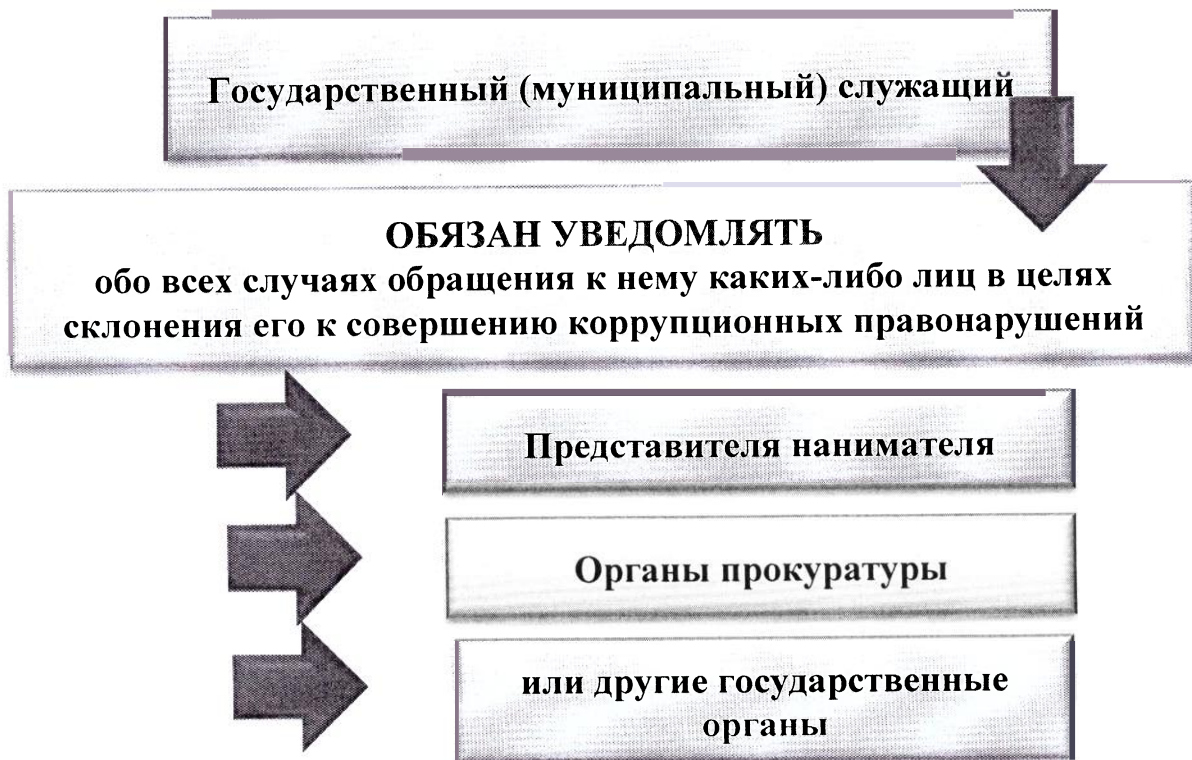 Государственный (муниципальный) служащий
ОБЯЗАН УВЕДОМЛЯТЬ
обо всех случаях обращения к нему каких-либо лиц в целях
склонения его к совершению коррупционных правонарушений
Представителя нанимателя
Органы прокуратуры
или другие государственные
органы